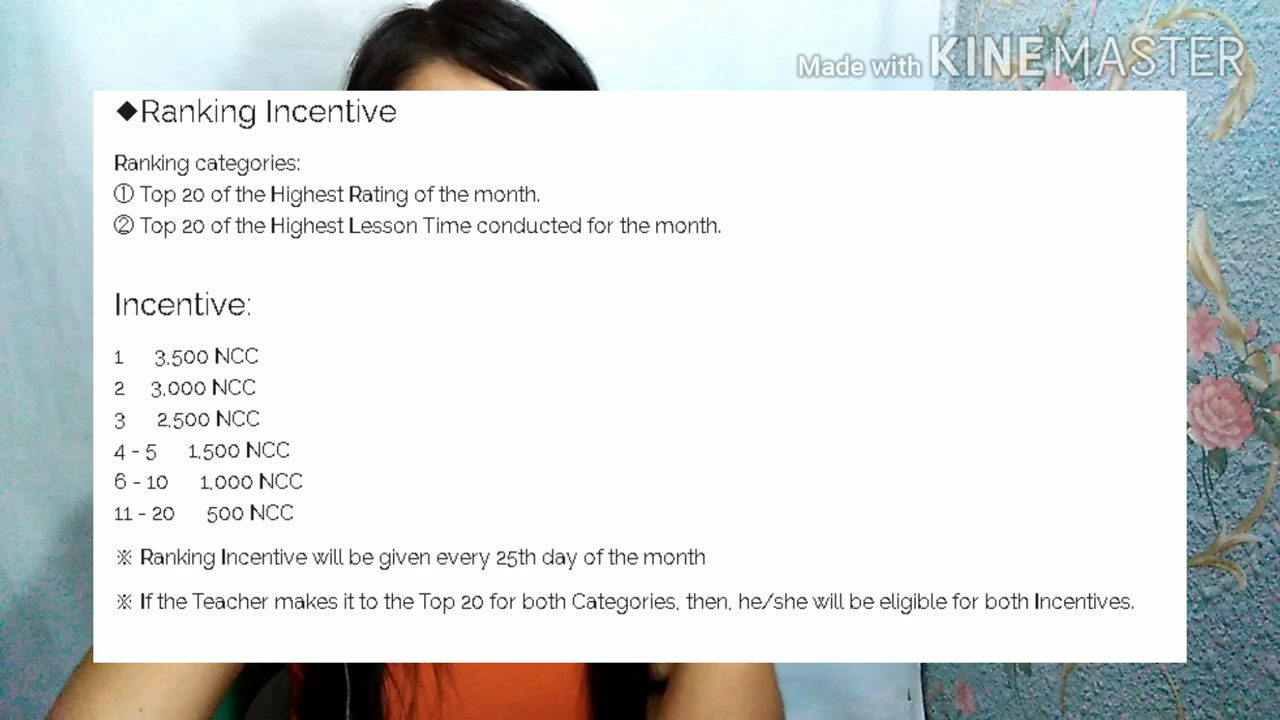 Made with KINEMASTER
◆Ranking Incentive
Ranking categories:
① Top 20 of the Highest Rating of the month.
② Top 20 of the Highest Lesson Time conducted for the month.
Incentive:
1 3,500 NCC
2 3,000 NCC
3 2,500 NCC
4 - 5 1,500 NCC
6 - 10 1,000 NCC
11 - 20 500 NCC
※ Ranking Incentive will be given every 25th day of the month
※ If the Teacher makes it to the Top 20 for both Categories, then, he/she will be eligible for both Incentives.